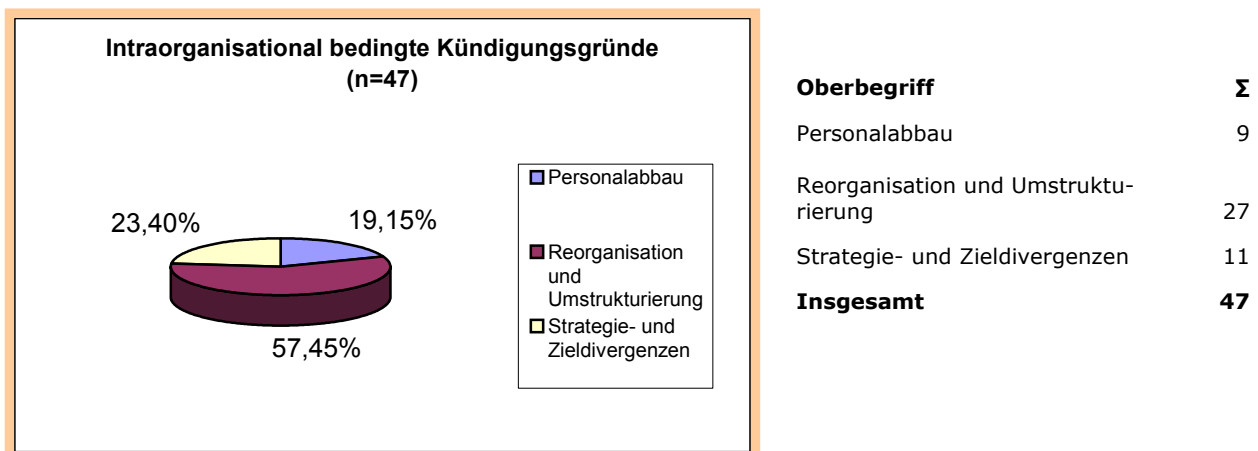 Intraorganisational bedingte Kündigungsgründe
(n=47)
23,40%
19,15%
57,45%
Personalabbau
Reorganisation
und
Umstrukturierung
Strategie- und
Zieldivergenzen
Oberbegriff Σ
Personalabbau 9
Reorganisation und Umstruktu-
rierung 27
Strategie- und Zieldivergenzen 11
Insgesamt 47